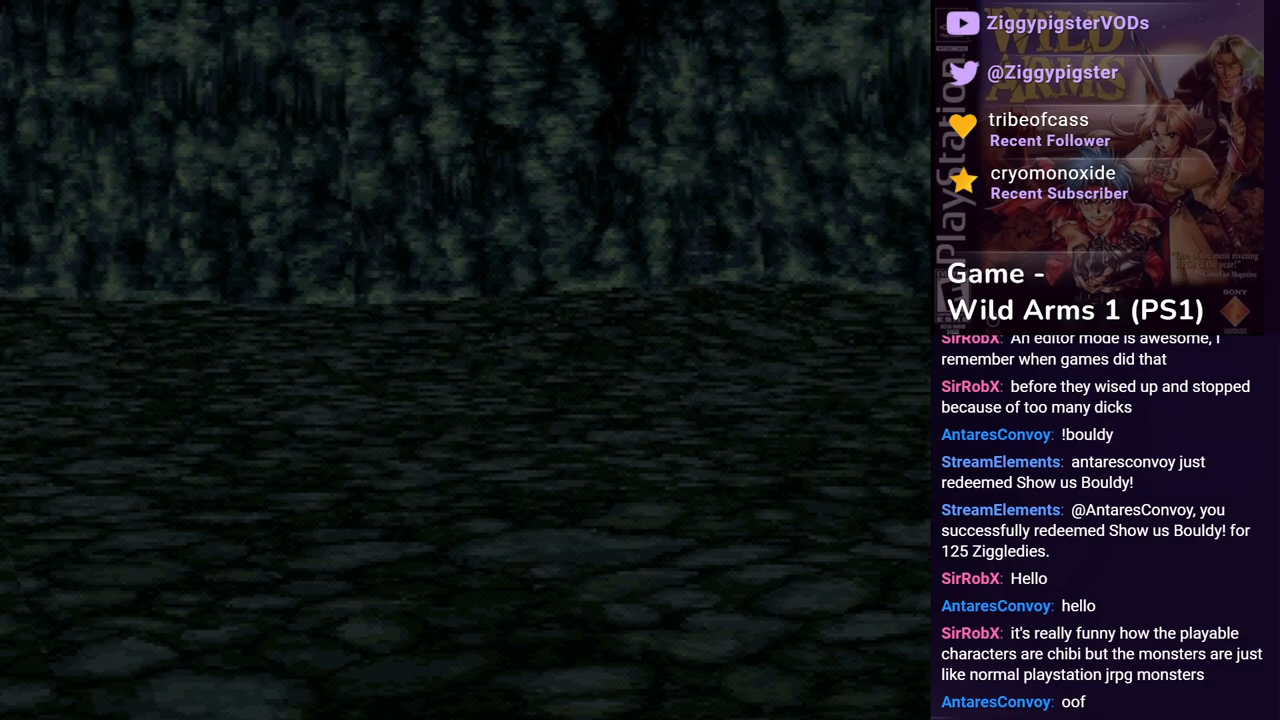 ZiggypigsterVODs
@Ziggypigster
tribeofcass
Recent Follower
cryomonoxide
Recent Subscriber
WILD
ARMS
PlayStation
SONY
Game -
Wild Arms 1 (PS1)
SirRobX: An editor mode is awesome, I
remember when games did that
SirRobX: before they wised up and stopped
because of too many dicks
AntaresConvoy: !bouldy
StreamElements: antaresconvoy just
redeemed Show us Bouldy!
StreamElements: @AntaresConvoy, you
successfully redeemed Show us Bouldy! for
125 Ziggledies.
SirRobX: Hello
AntaresConvoy: hello
SirRobX: it's really funny how the playable
characters are chibi but the monsters are just
like normal playstation jrpg monsters
AntaresConvoy: oof